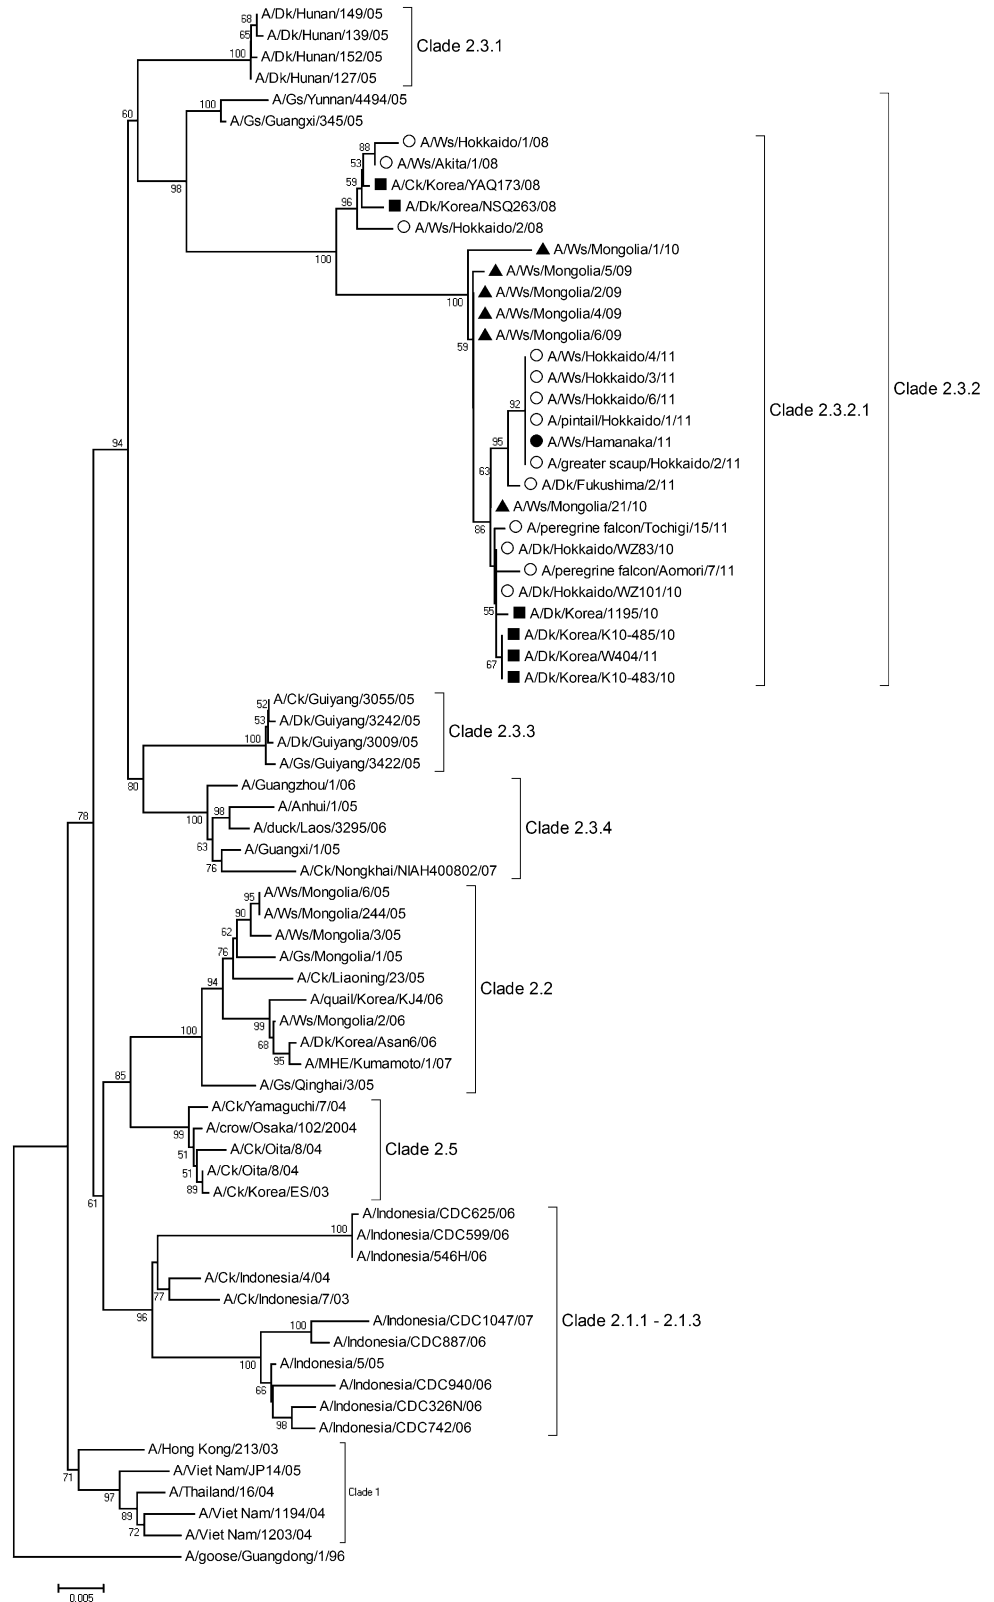 68
A/Dk/Hunan/149/05
65
A/Dk/Hunan/139/05
Clade 2.3.1
100
A/Dk/Hunan/152/05
A/Dk/Hunan/127/05
60
100
A/Gs/Yunnan/4494/05
A/Gs/Guangxi/345/05
98
88
A/Ws/Hokkaido/1/08
53
A/Ws/Akita/1/08
59
A/Ck/Korea/YAQ173/08
96
A/Dk/Korea/NSQ263/08
A/Ws/Hokkaido/2/08
100
A/Ws/Mongolia/1/10
A/Ws/Mongolia/5/09
100
A/Ws/Mongolia/2/09
A/Ws/Mongolia/4/09
A/Ws/Mongolia/6/09
59
A/Ws/Hokkaido/4/11
A/Ws/Hokkaido/3/11
Clade 2.3.2
A/Ws/Hokkaido/6/11
92
Clade 2.3.2.1
A/pintail/Hokkaido/1/11
A/Ws/Hamanaka/11
94
95
A/greater scaup/Hokkaido/2/11
63
A/Dk/Fukushima/2/11
A/Ws/Mongolia/21/10
86
A/peregrine falcon/Tochigi/15/11
A/Dk/Hokkaido/WZ83/10
A/peregrine falcon/Aomori/7/11
A/Dk/Hokkaido/WZ101/10
55
A/Dk/Korea/1195/10
A/Dk/Korea/K10-485/10
A/Dk/Korea/W404/11
67
A/Dk/Korea/K10-483/10
52
A/Ck/Guiyang/3055/05
53
A/Dk/Guiyang/3242/05
Clade 2.3.3
100
A/Dk/Guiyang/3009/05
A/Gs/Guiyang/3422/05
80
A/Guangzhou/1/06
98
A/Anhui/1/05
100
A/duck/Laos/3295/06
Clade 2.3.4
78
63
A/Guangxi/1/05
76
A/Ck/Nongkhai/NIAH400802/07
95
A/Ws/Mongolia/6/05
90
A/Ws/Mongolia/244/05
62
A/Ws/Mongolia/3/05
76
A/Gs/Mongolia/1/05
94
A/Ck/Liaoning/23/05
Clade 2.2
A/quail/Korea/KJ4/06
99
A/Ws/Mongolia/2/06
100
68
A/Dk/Korea/Asan6/06
95
A/MHE/Kumamoto/1/07
85
A/Gs/Qinghai/3/05
A/Ck/Yamaguchi/7/04
99
A/crow/Osaka/102/2004
51
A/Ck/Oita/8/04
Clade 2.5
51
A/Ck/Oita/8/04
89
A/Ck/Korea/ES/03
61
A/Indonesia/CDC625/06
100
A/Indonesia/CDC599/06
A/Indonesia/546H/06
A/Ck/Indonesia/4/04
77
A/Ck/Indonesia/7/03
96
100
A/Indonesia/CDC1047/07
Clade 2.1.1 - 2.1.3
A/Indonesia/CDC887/06
100
A/Indonesia/5/05
66
A/Indonesia/CDC940/06
A/Indonesia/CDC326N/06
98
A/Indonesia/CDC742/06
A/Hong Kong/213/03
71
A/Viet Nam/JP14/05
97
A/Thailand/16/04
Clade 1
89
A/Viet Nam/1194/04
72
A/Viet Nam/1203/04
A/goose/Guangdong/1/96
0.005